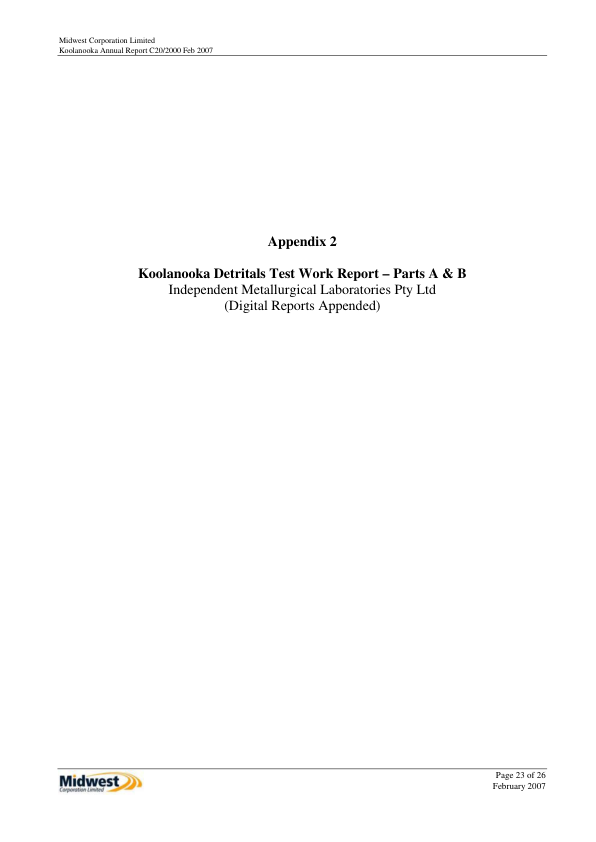 Midwest Corporation Limited
Koolanooka Annual Report C20/2000 Feb 2007
Appendix 2
Koolanooka Detritals Test Work Report – Parts A & B
Independent Metallurgical Laboratories Pty Ltd
(Digital Reports Appended)
Midwest
Corporation Limited
Page 23 of 26
February 2007